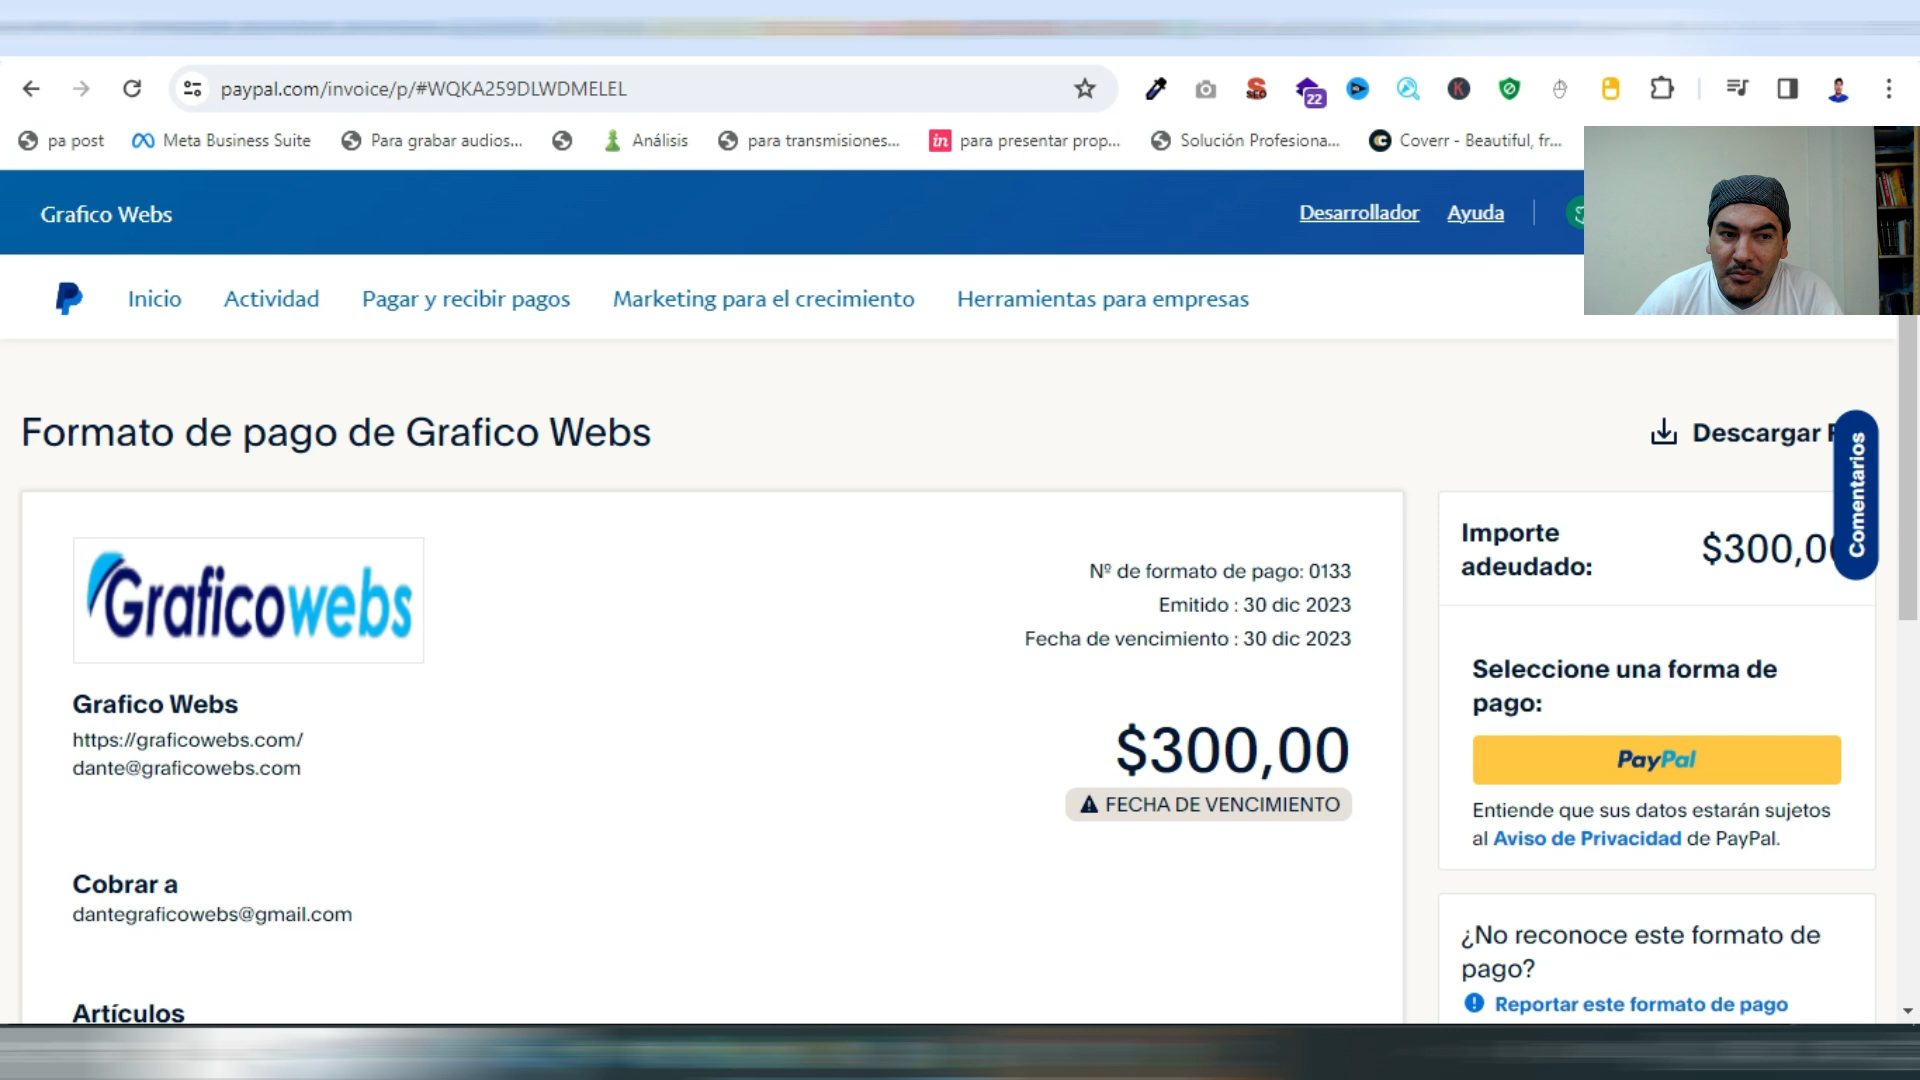 paypal.com/invoice/p/#WQKA259DLWDMELEL
SEO
22
K
pa post
Meta Business Suite
Para grabar audios...
Análisis
para transmisiones...
in
para presentar prop...
Solución Profesiona...
Coverr - Beautiful, fr...
Grafico Webs
Desarrollador
Ayuda
Inicio
Actividad
Pagar y recibir pagos
Marketing para el crecimiento
Herramientas para empresas
Formato de pago de Grafico Webs
Descargar
Comentarios
Graficowebs
Nº de formato de pago: 0133
Emitido : 30 dic 2023
Fecha de vencimiento : 30 dic 2023
Grafico Webs
https://graficowebs.com/
dante@graficowebs.com
$300,00
FECHA DE VENCIMIENTO
Cobrar a
dantegraficowebs@gmail.com
Artículos
Importe
adeudado:
$300,0
Seleccione una forma de
pago:
PayPal
Entiende que sus datos estarán sujetos
al Aviso de Privacidad de PayPal.
¿No reconoce este formato de
pago?
Reportar este formato de pago